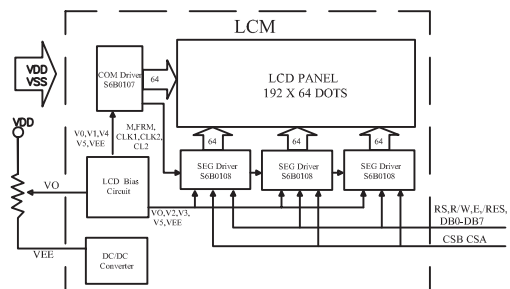 LCM
VDD
VSS
COM Driver
S6B0107
64
LCD PANEL
192 X 64 DOTS
VDD
V0,V1,V4
V5,VEE
M,FRM,
CLK1,CLK2,
CL2
64
64
64
SEG Driver
S6B0108
SEG Driver
S6B0108
SEG Driver
S6B0108
VO
LCD Bias
Circuit
VO,V2,V3,
V5,VEE
RS,R/W,E,/RES,
DB0-DB7
CSB CSA
VEE
DC/DC
Converter